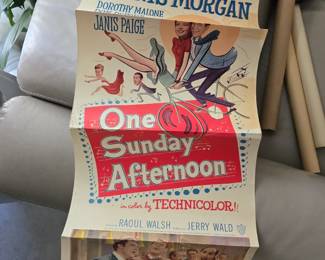 MORGAN
DOROTHY MALONE
JANIS PAIGE
One
Sunday
Afternoon
in color by TECHNICOLOR!!
RAOUL WALSH JERRY WALD